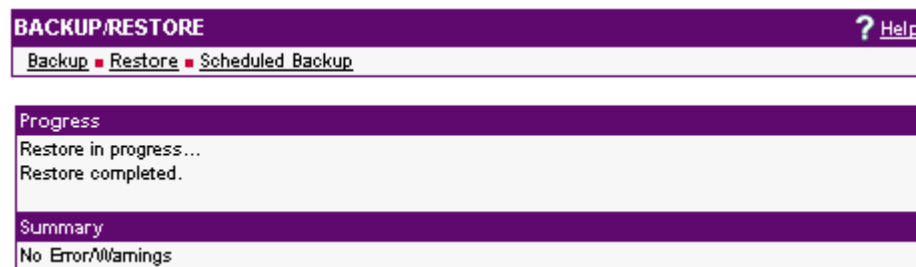 BACKUP/RESTORE ? Help
Backup ▪ Restore ▪ Scheduled Backup
Progress
Restore in progress...
Restore completed.
Summary
No Error/Warnings